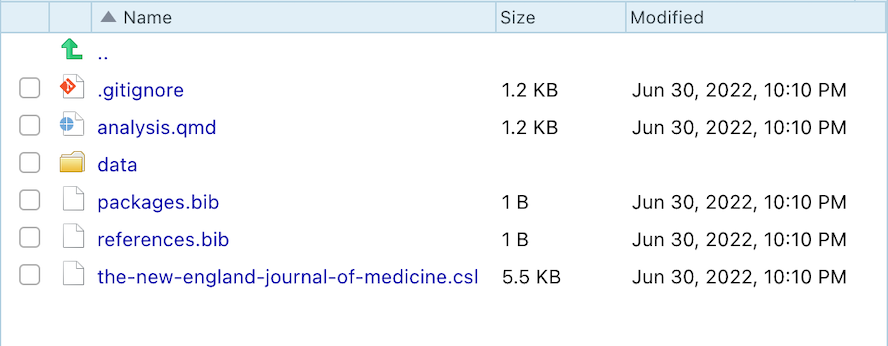 Name Size Modified
..
.gitignore 1.2 KB Jun 30, 2022, 10:10 PM
analysis.qmd 1.2 KB Jun 30, 2022, 10:10 PM
data
packages.bib 1 B Jun 30, 2022, 10:10 PM
references.bib 1 B Jun 30, 2022, 10:10 PM
the-new-england-journal-of-medicine.csl 5.5 KB Jun 30, 2022, 10:10 PM